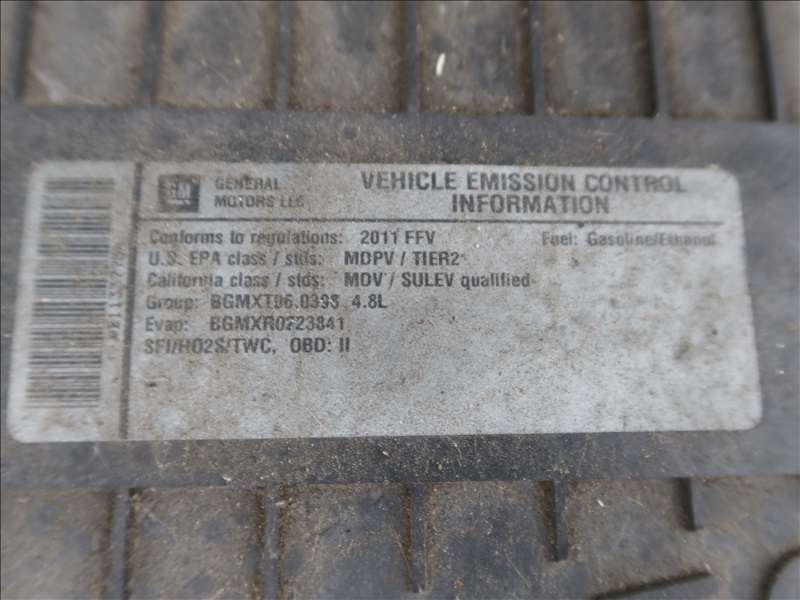 GM GENERAL MOTORS LLC
VEHICLE EMISSION CONTROL INFORMATION
Conforms to regulations: 2011 FFV Fuel: Gasoline/Ethanol
U.S. EPA class / stds: MDPV / TIER2
California class / stds: MDV / SULEV qualified
Group: BGMXT06.0398 4.8L
Evap: BGMXR0223841
SFI/HO2S/TWC, OBD: II